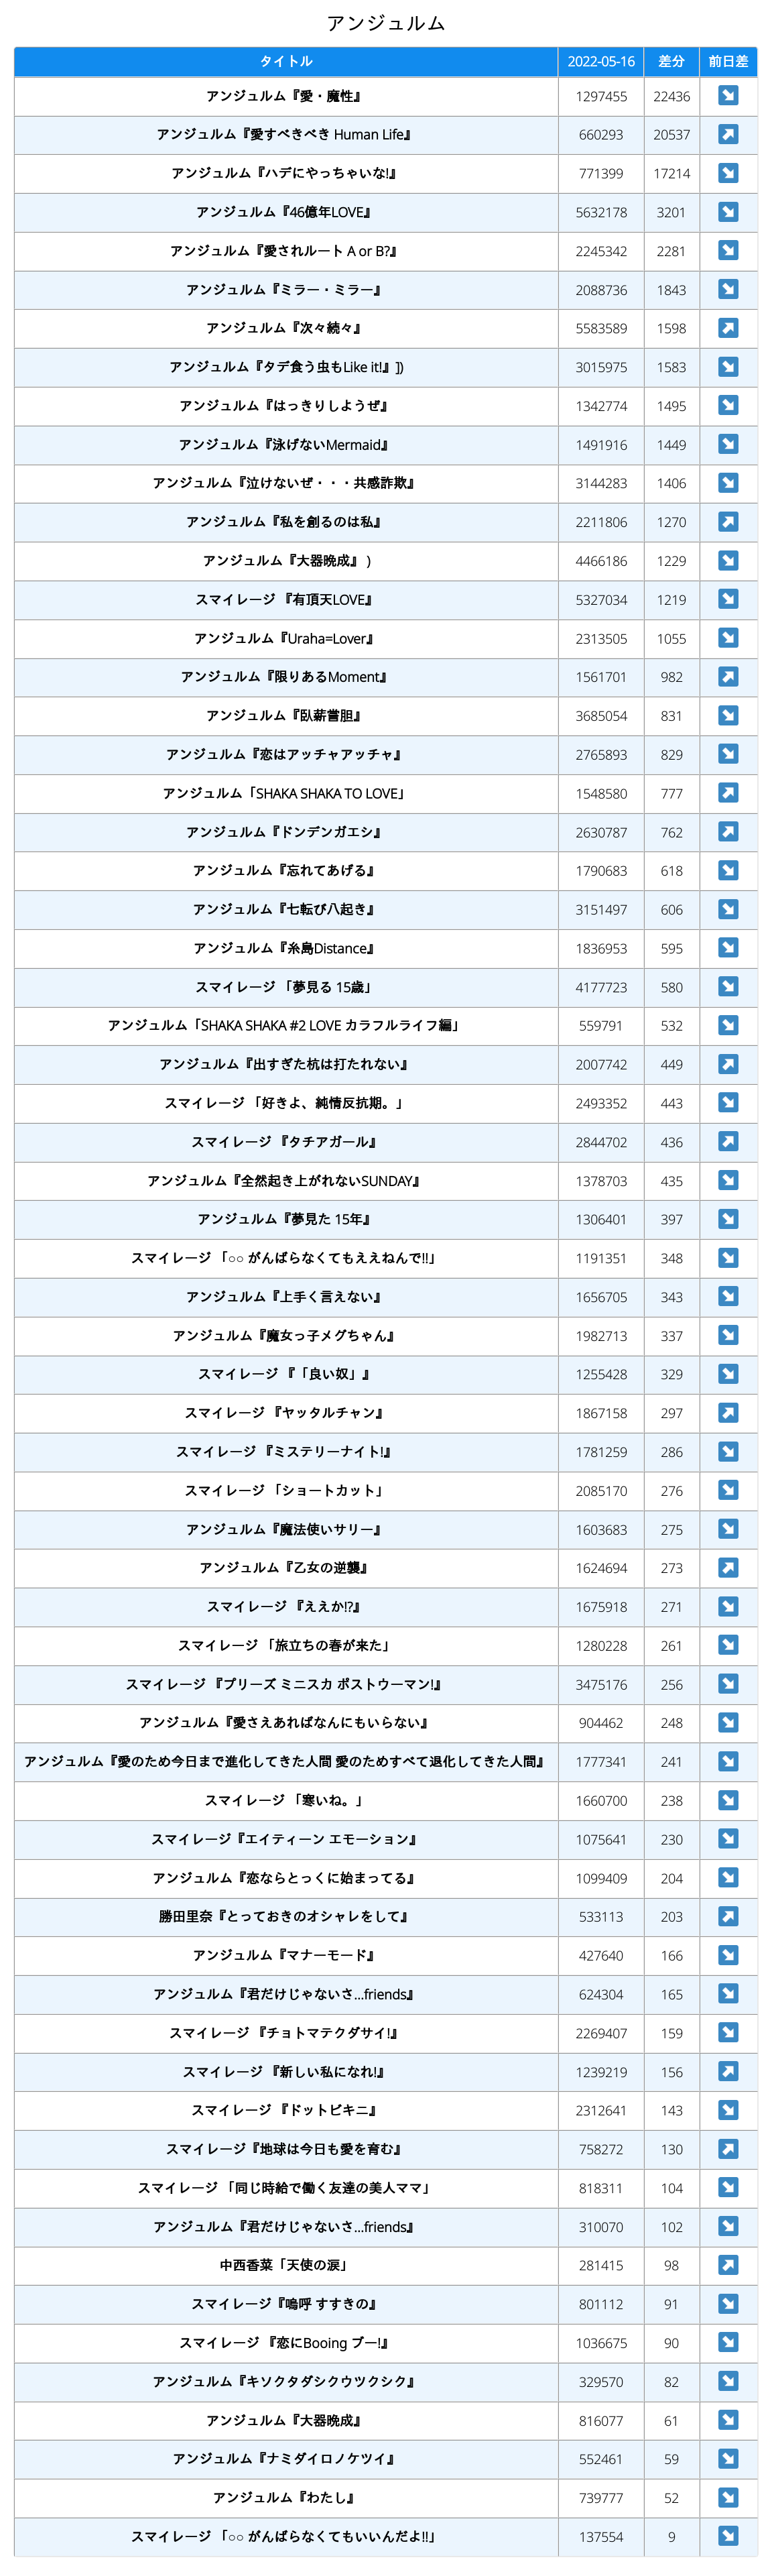 アンジュルム
タイトル 2022-05-16 差分 前日差
アンジュルム『愛・魔性』 1297455 22436 ↘
アンジュルム『愛すべきべき Human Life』 660293 20537 ↗
アンジュルム『ハデにやっちゃいな!』 771399 17214 ↘
アンジュルム『46億年LOVE』 5632178 3201 ↘
アンジュルム『愛されルート A or B?』 2245342 2281 ↘
アンジュルム『ミラー・ミラー』 2088736 1843 ↘
アンジュルム『次々続々』 5583589 1598 ↗
アンジュルム『タデ食う虫もLike it!』]) 3015975 1583 ↘
アンジュルム『はっきりしようぜ』 1342774 1495 ↘
アンジュルム『泳げないMermaid』 1491916 1449 ↘
アンジュルム『泣けないぜ・・・共感詐欺』 3144283 1406 ↘
アンジュルム『私を創るのは私』 2211806 1270 ↗
アンジュルム『大器晩成』 ) 4466186 1229 ↘
スマイレージ 『有頂天LOVE』 5327034 1219 ↘
アンジュルム『Uraha=Lover』 2313505 1055 ↘
アンジュルム『限りあるMoment』 1561701 982 ↗
アンジュルム『臥薪嘗胆』 3685054 831 ↘
アンジュルム『恋はアッチャアッチャ』 2765893 829 ↘
アンジュルム「SHAKA SHAKA TO LOVE」 1548580 777 ↗
アンジュルム『ドンデンガエシ』 2630787 762 ↗
アンジュルム『忘れてあげる』 1790683 618 ↘
アンジュルム『七転び八起き』 3151497 606 ↘
アンジュルム『糸島Distance』 1836953 595 ↘
スマイレージ 「夢見る 15歳」 4177723 580 ↘
アンジュルム「SHAKA SHAKA #2 LOVE カラフルライフ編」 559791 532 ↘
アンジュルム『出すぎた杭は打たれない』 2007742 449 ↗
スマイレージ 「好きよ、純情反抗期。」 2493352 443 ↘
スマイレージ 『タチアガール』 2844702 436 ↗
アンジュルム『全然起き上がれないSUNDAY』 1378703 435 ↘
アンジュルム『夢見た 15年』 1306401 397 ↘
スマイレージ 「○○ がんばらなくてもええねんで!!」 1191351 348 ↘
アンジュルム『上手く言えない』 1656705 343 ↘
アンジュルム『魔女っ子メグちゃん』 1982713 337 ↘
スマイレージ 『「良い奴」』 1255428 329 ↘
スマイレージ 『ヤッタルチャン』 1867158 297 ↗
スマイレージ 『ミステリーナイト!』 1781259 286 ↘
スマイレージ 「ショートカット」 2085170 276 ↘
アンジュルム『魔法使いサリー』 1603683 275 ↘
アンジュルム『乙女の逆襲』 1624694 273 ↗
スマイレージ 『ええか!?』 1675918 271 ↘
スマイレージ 「旅立ちの春が来た」 1280228 261 ↘
スマイレージ 『プリーズ ミニスカ ポストウーマン!』 3475176 256 ↘
アンジュルム『愛さえあればなんにもいらない』 904462 248 ↘
アンジュルム『愛のため今日まで進化してきた人間 愛のためすべて退化してきた人間』 1777341 241 ↘
スマイレージ 「寒いね。」 1660700 238 ↘
スマイレージ『エイティーン エモーション』 1075641 230 ↘
アンジュルム『恋ならとっくに始まってる』 1099409 204 ↘
勝田里奈『とっておきのオシャレをして』 533113 203 ↗
アンジュルム『マナーモード』 427640 166 ↘
アンジュルム『君だけじゃないさ...friends』 624304 165 ↘
スマイレージ 『チョトマテクダサイ!』 2269407 159 ↘
スマイレージ 『新しい私になれ!』 1239219 156 ↗
スマイレージ 『ドットビキニ』 2312641 143 ↘
スマイレージ『地球は今日も愛を育む』 758272 130 ↗
スマイレージ 「同じ時給で働く友達の美人ママ」 818311 104 ↘
アンジュルム『君だけじゃないさ...friends』 310070 102 ↘
中西香菜「天使の涙」 281415 98 ↗
スマイレージ『嗚呼 すすきの』 801112 91 ↘
スマイレージ 『恋にBooing ブー!』 1036675 90 ↘
アンジュルム『キソクタダシクウツクシク』 329570 82 ↘
アンジュルム『大器晩成』 816077 61 ↘
アンジュルム『ナミダイロノケツイ』 552461 59 ↘
アンジュルム『わたし』 739777 52 ↘
スマイレージ 「○○ がんばらなくてもいいんだよ!!」 137554 9 ↘